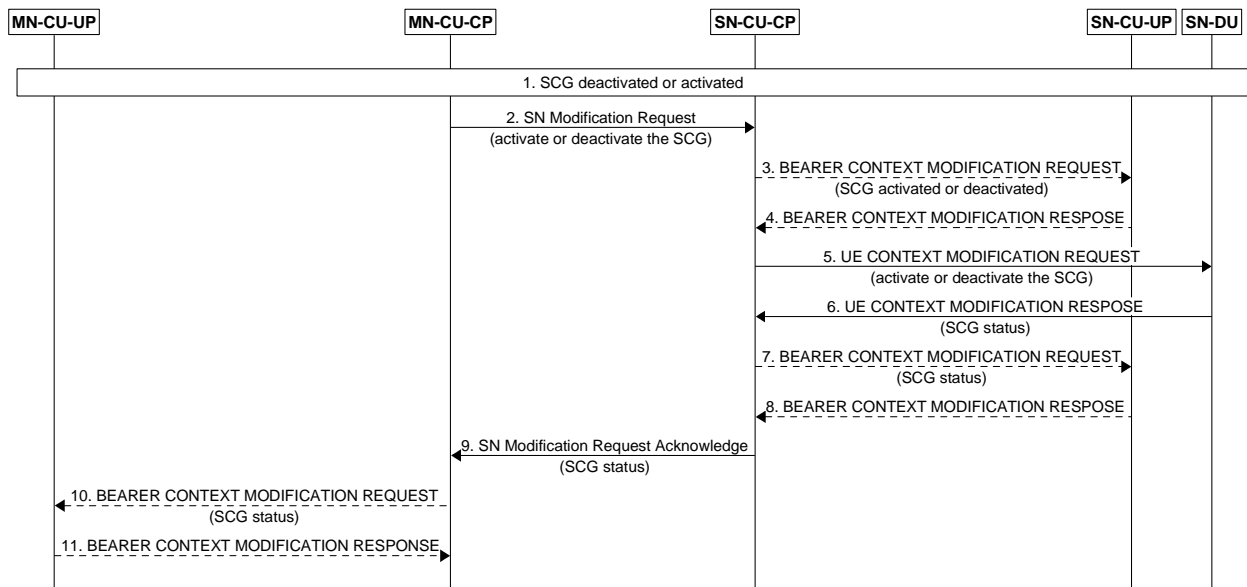 MN-CU-UP MN-CU-CP SN-CU-CP SN-CU-UP SN-DU
1. SCG deactivated or activated
2. SN Modification Request
(activate or deactivate the SCG)
3. BEARER CONTEXT MODIFICATION REQUEST
(SCG activated or deactivated)
4. BEARER CONTEXT MODIFICATION RESPOSE
5. UE CONTEXT MODIFICATION REQUEST
(activate or deactivate the SCG)
6. UE CONTEXT MODIFICATION RESPOSE
(SCG status)
7. BEARER CONTEXT MODIFICATION REQUEST
(SCG status)
8. BEARER CONTEXT MODIFICATION RESPOSE
9. SN Modification Request Acknowledge
(SCG status)
10. BEARER CONTEXT MODIFICATION REQUEST
(SCG status)
11. BEARER CONTEXT MODIFICATION RESPONSE